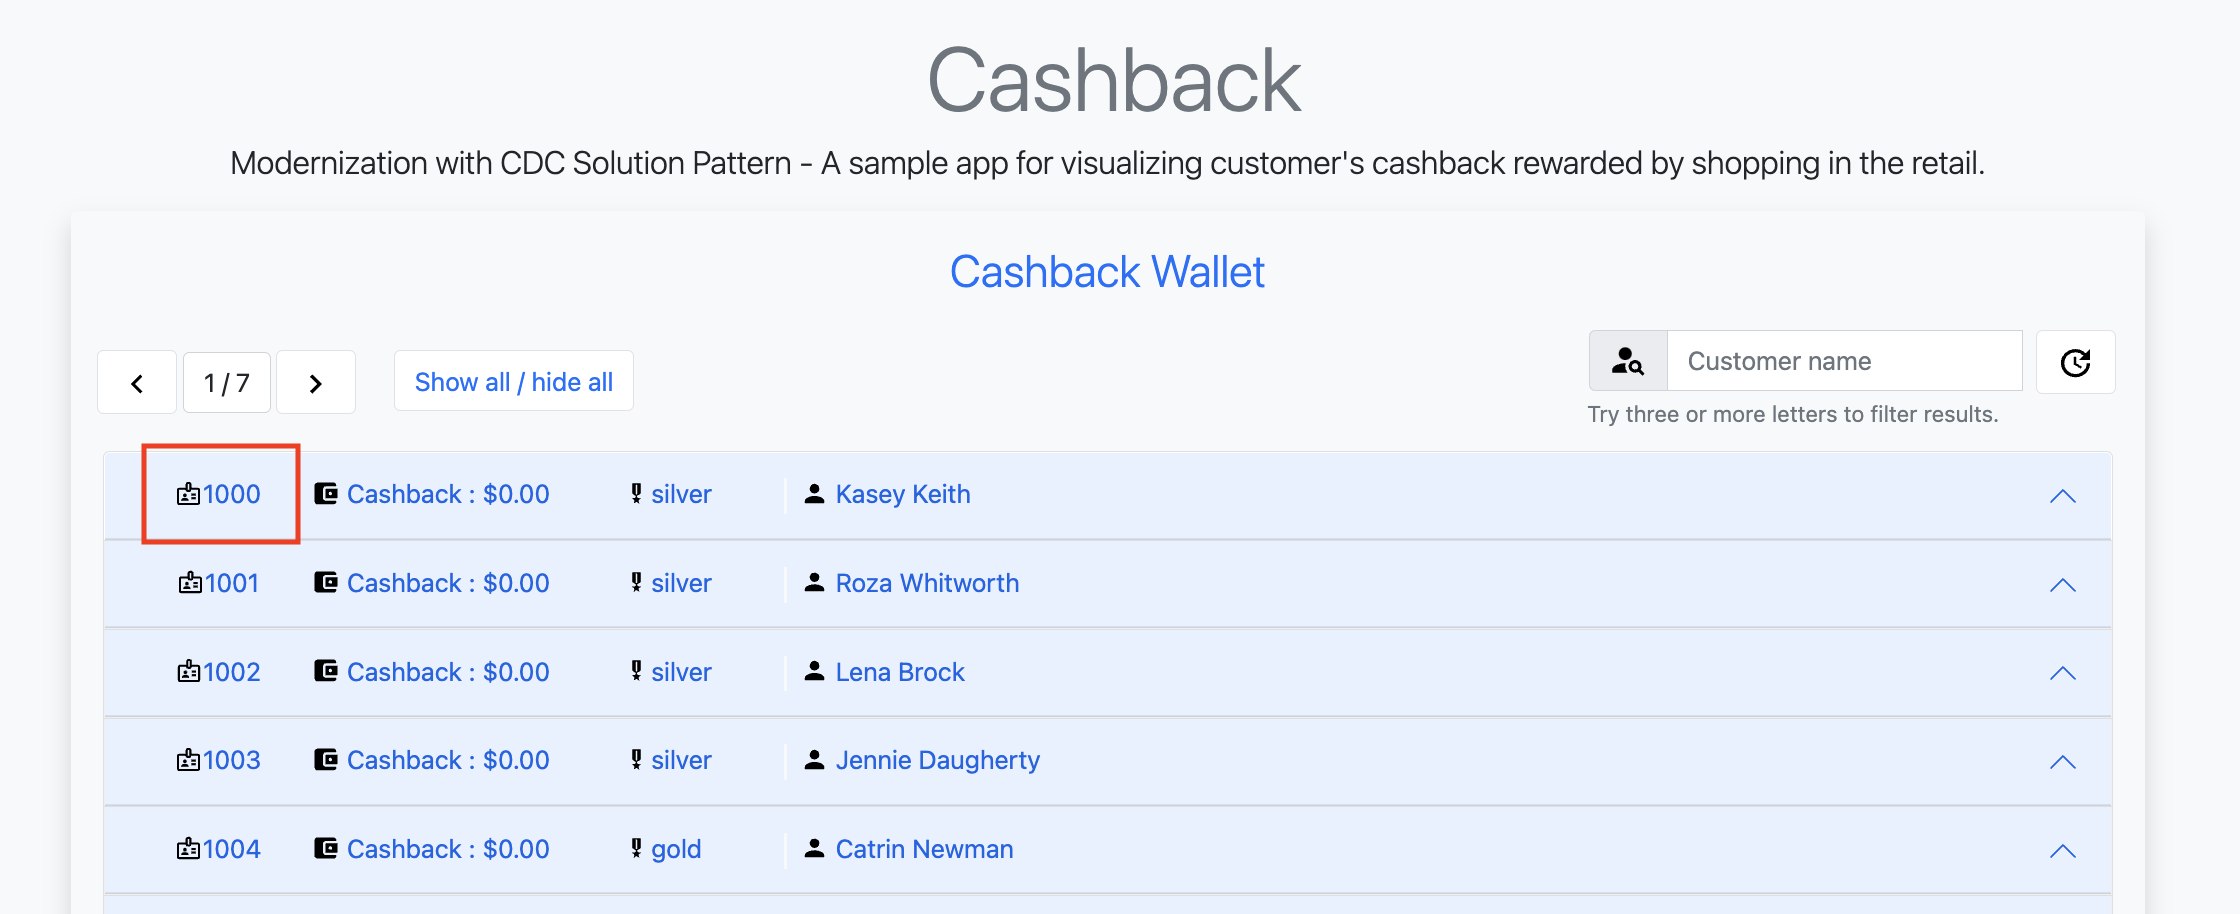 Cashback
Modernization with CDC Solution Pattern - A sample app for visualizing customer's cashback rewarded by shopping in the retail.
Cashback Wallet
1 / 7 Show all / hide all Customer name
Try three or more letters to filter results.
1000 Cashback : $0.00 silver Kasey Keith
1001 Cashback : $0.00 silver Roza Whitworth
1002 Cashback : $0.00 silver Lena Brock
1003 Cashback : $0.00 silver Jennie Daugherty
1004 Cashback : $0.00 gold Catrin Newman